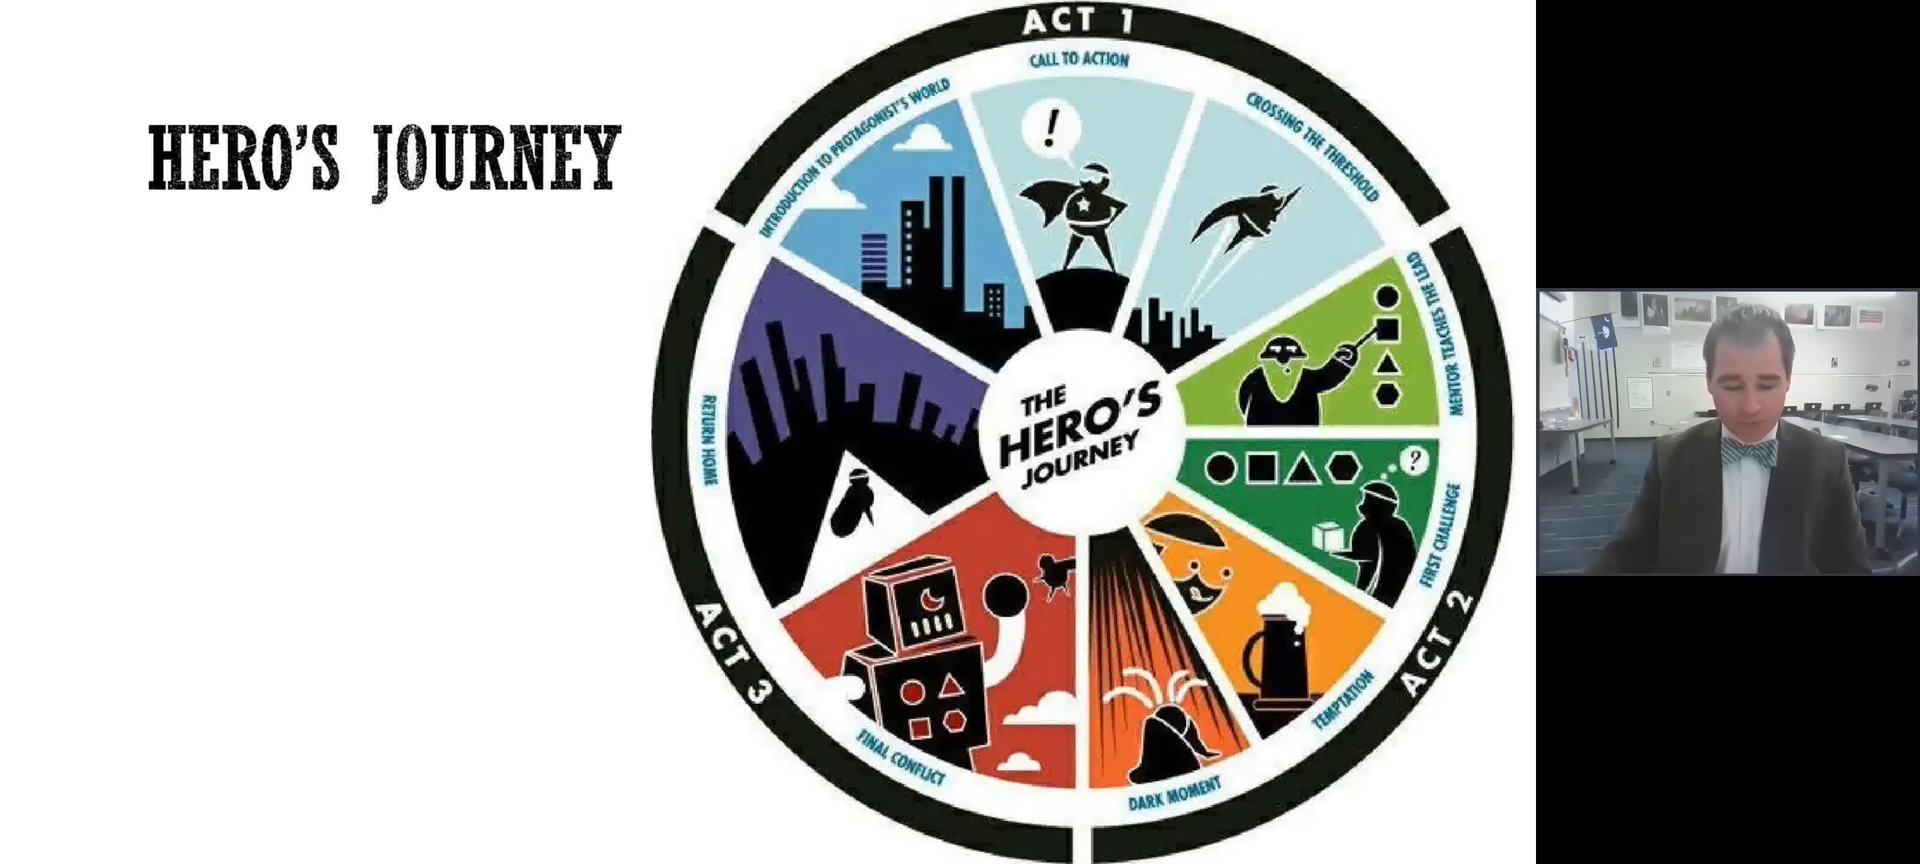 HERO'S JOURNEY
ACT 1
INTRODUCTION TO PROTAGONIST'S WORLD
CALL TO ACTION
CROSSING THE THRESHOLD
!
MENTOR TEACHES THE LEAD
FIRST CHALLENGE
?
TEMPTATION
DARK MOMENT
ACT 2
THE
HERO'S
JOURNEY
FINAL CONFLICT
RETURN HOME
ACT 3